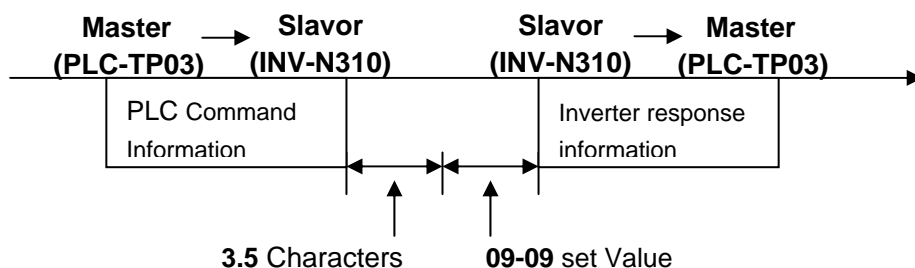 Master Slavor Slavor Master
(PLC-TP03) (INV-N310) (INV-N310) (PLC-TP03)
PLC Command
Information
Inverter response
information
3.5 Characters 09-09 set Value